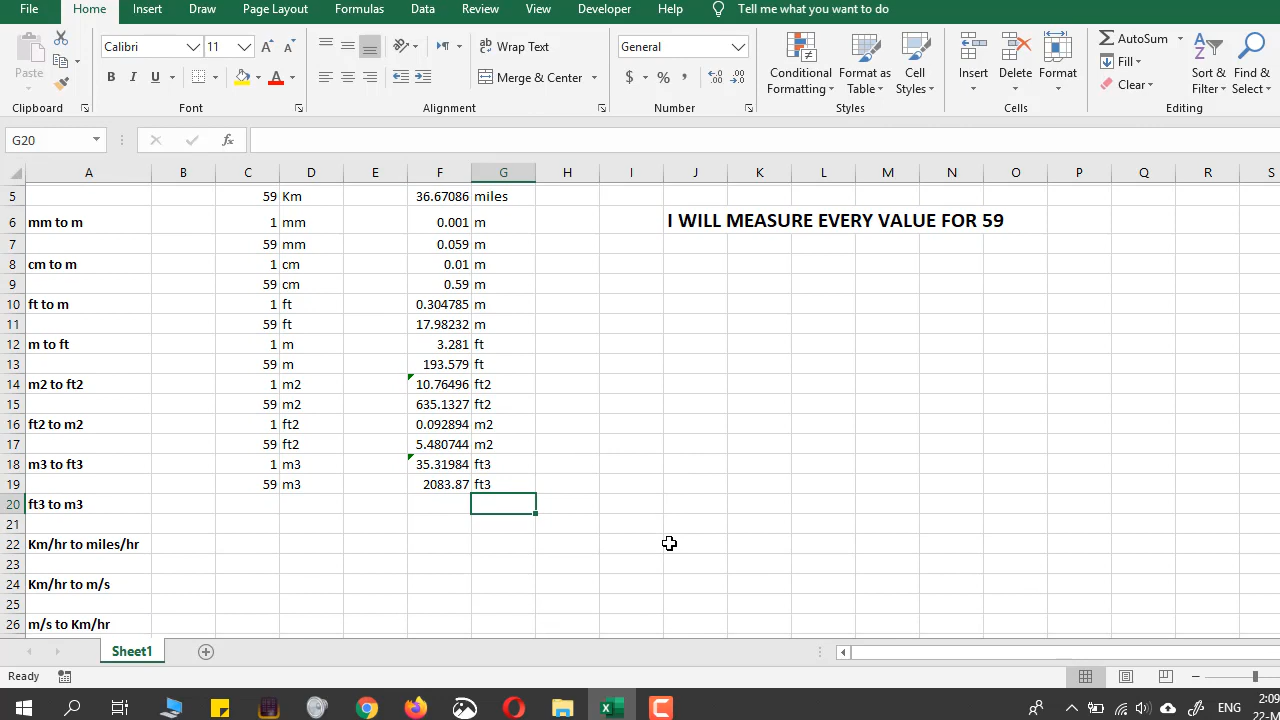 File Home Insert Draw Page Layout Formulas Data Review View Developer Help Tell me what you want to do
Paste
Clipboard
Calibri 11
B I U
Font
Wrap Text
Merge & Center
Alignment
General
$ % ,
Number
Conditional Formatting
Format as Table
Cell Styles
Styles
Insert Delete Format
Cells
AutoSum
Fill
Clear
Sort & Filter
Find & Select
Editing
G20 fx
A B C D E F G H I J K L M N O P Q R S
5 59 Km 36.67086 miles
6 mm to m 1 mm 0.001 m I WILL MEASURE EVERY VALUE FOR 59
7 59 mm 0.059 m
8 cm to m 1 cm 0.01 m
9 59 cm 0.59 m
10 ft to m 1 ft 0.304785 m
11 59 ft 17.98232 m
12 m to ft 1 m 3.281 ft
13 59 m 193.579 ft
14 m2 to ft2 1 m2 10.76496 ft2
15 59 m2 635.1327 ft2
16 ft2 to m2 1 ft2 0.092894 m2
17 59 ft2 5.480744 m2
18 m3 to ft3 1 m3 35.31984 ft3
19 59 m3 2083.87 ft3
20 ft3 to m3
21
22 Km/hr to miles/hr
23
24 Km/hr to m/s
25
26 m/s to Km/hr
Sheet1
Ready
ENG
2:09